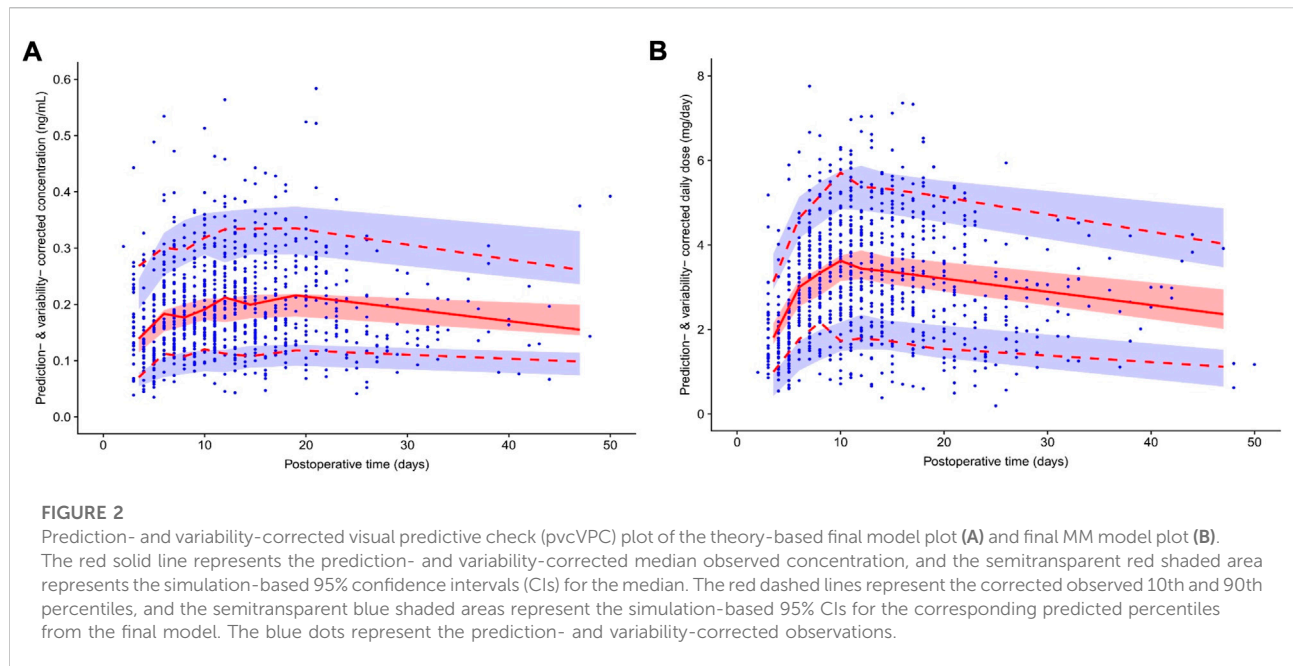 A
Prediction- & variability- corrected concentration (ng/mL)
0.6
0.5
0.4
0.3
0.2
0.1
0.0
0
10
20
30
40
50
Postoperative time (days)
B
Prediction- & variability- corrected daily dose (mg/day)
8
6
4
2
0
0
10
20
30
40
50
Postoperative time (days)
FIGURE 2
Prediction- and variability-corrected visual predictive check (pvcVPC) plot of the theory-based final model plot (A) and final MM model plot (B).
The red solid line represents the prediction- and variability-corrected median observed concentration, and the semitransparent red shaded area
represents the simulation-based 95% confidence intervals (CIs) for the median. The red dashed lines represent the corrected observed 10th and 90th
percentiles, and the semitransparent blue shaded areas represent the simulation-based 95% CIs for the corresponding predicted percentiles
from the final model. The blue dots represent the prediction- and variability-corrected observations.